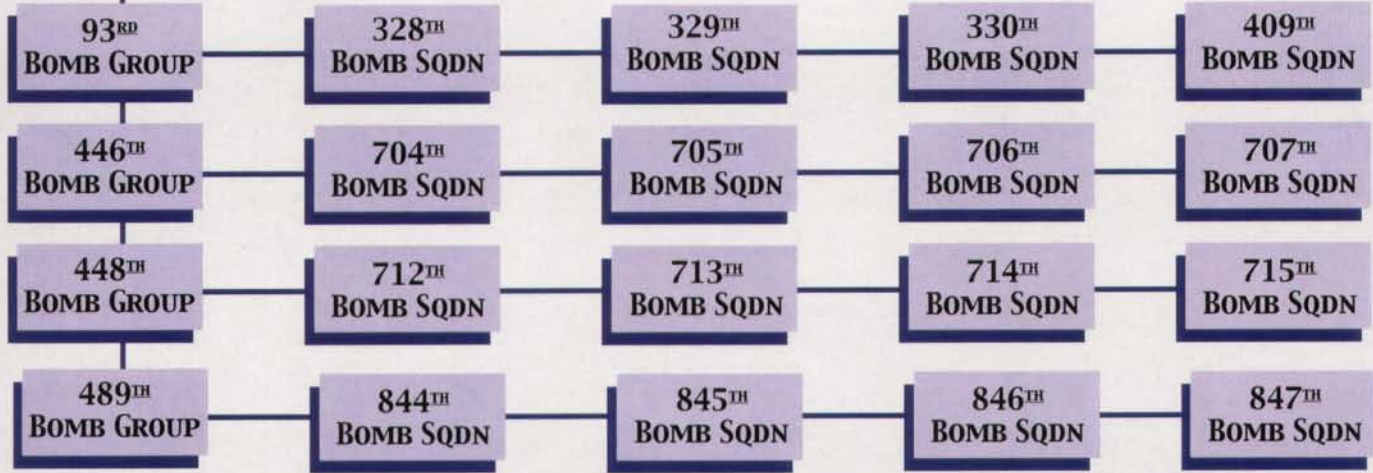 93RD
BOMB GROUP
328TH
BOMB SQDN
329TH
BOMB SQDN
330TH
BOMB SQDN
409TH
BOMB SQDN
446TH
BOMB GROUP
704TH
BOMB SQDN
705TH
BOMB SQDN
706TH
BOMB SQDN
707TH
BOMB SQDN
448TH
BOMB GROUP
712TH
BOMB SQDN
713TH
BOMB SQDN
714TH
BOMB SQDN
715TH
BOMB SQDN
489TH
BOMB GROUP
844TH
BOMB SQDN
845TH
BOMB SQDN
846TH
BOMB SQDN
847TH
BOMB SQDN